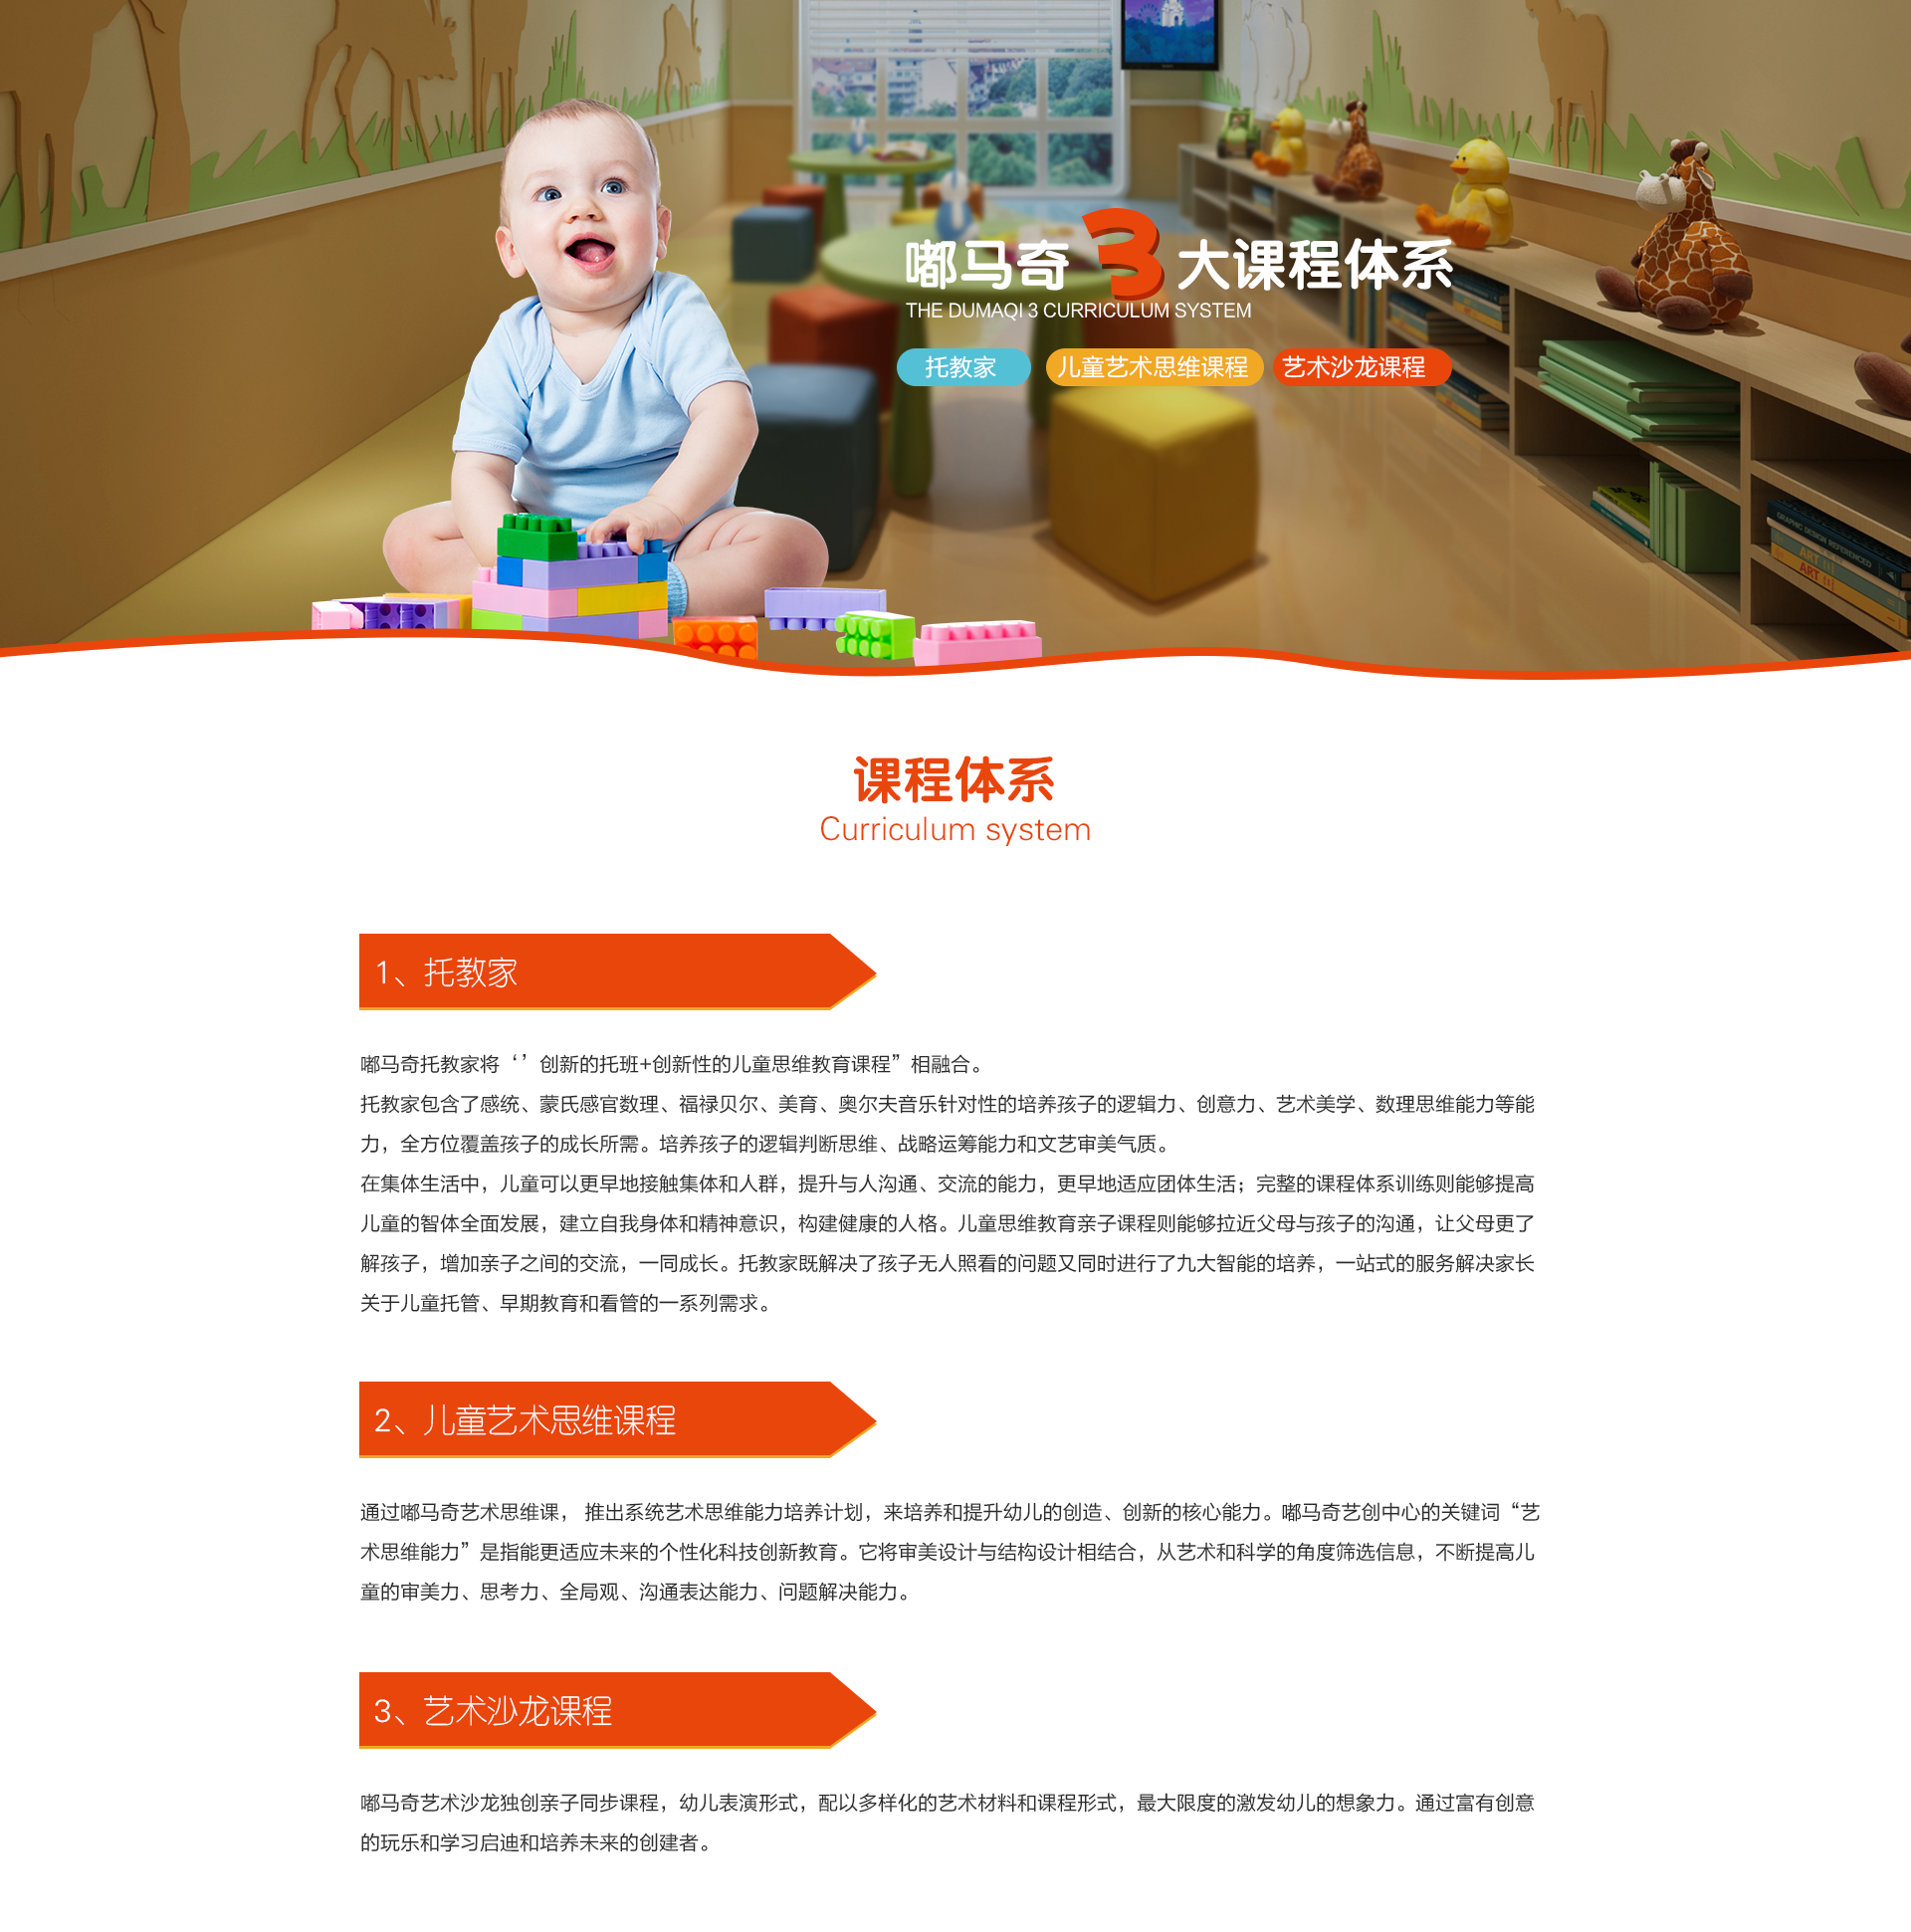 嘟马奇3大课程体系
THE DUMAQI 3 CURRICULUM SYSTEM
托教家 儿童艺术思维课程 艺术沙龙课程
GRAPHIC DESIGN REFERENCED
ART
ART
课程体系
Curriculum system
1、托教家
嘟马奇托教家将‘’创新的托班+创新性的儿童思维教育课程”相融合。
托教家包含了感统、蒙氏感官数理、福禄贝尔、美育、奥尔夫音乐针对性的培养孩子的逻辑力、创意力、艺术美学、数理思维能力等能
力，全方位覆盖孩子的成长所需。培养孩子的逻辑判断思维、战略运筹能力和文艺审美气质。
在集体生活中，儿童可以更早地接触集体和人群，提升与人沟通、交流的能力，更早地适应团体生活；完整的课程体系训练则能够提高
儿童的智体全面发展，建立自我身体和精神意识，构建健康的人格。儿童思维教育亲子课程则能够拉近父母与孩子的沟通，让父母更了
解孩子，增加亲子之间的交流，一同成长。托教家既解决了孩子无人照看的问题又同时进行了九大智能的培养，一站式的服务解决家长
关于儿童托管、早期教育和看管的一系列需求。
2、儿童艺术思维课程
通过嘟马奇艺术思维课， 推出系统艺术思维能力培养计划，来培养和提升幼儿的创造、创新的核心能力。嘟马奇艺创中心的关键词“艺
术思维能力”是指能更适应未来的个性化科技创新教育。它将审美设计与结构设计相结合，从艺术和科学的角度筛选信息，不断提高儿
童的审美力、思考力、全局观、沟通表达能力、问题解决能力。
3、艺术沙龙课程
嘟马奇艺术沙龙独创亲子同步课程，幼儿表演形式，配以多样化的艺术材料和课程形式，最大限度的激发幼儿的想象力。通过富有创意
的玩乐和学习启迪和培养未来的创建者。